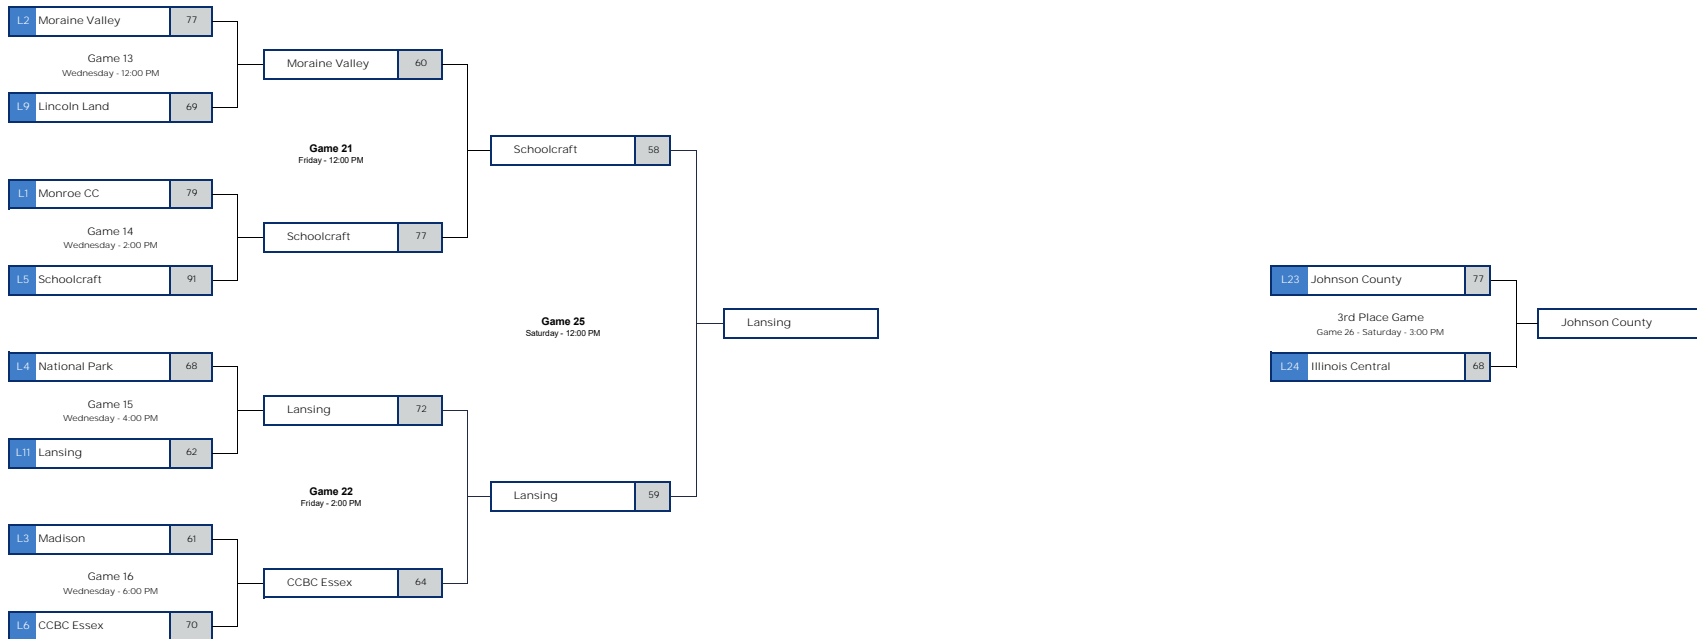 L2 Moraine Valley 77
Game 13
Wednesday - 12:00 PM
L9 Lincoln Land 69
Moraine Valley 60
Game 21
Friday - 12:00 PM
L1 Monroe CC 79
Game 14
Wednesday - 2:00 PM
L5 Schoolcraft 91
Schoolcraft 77
Schoolcraft 58
Game 25
Saturday - 12:00 PM
Lansing
L4 National Park 68
Game 15
Wednesday - 4:00 PM
L11 Lansing 62
Lansing 72
Game 22
Friday - 2:00 PM
Lansing 59
L3 Madison 61
Game 16
Wednesday - 6:00 PM
L6 CCBC Essex 70
CCBC Essex 64
L23 Johnson County 77
3rd Place Game
Game 26 - Saturday - 3:00 PM
L24 Illinois Central 68
Johnson County